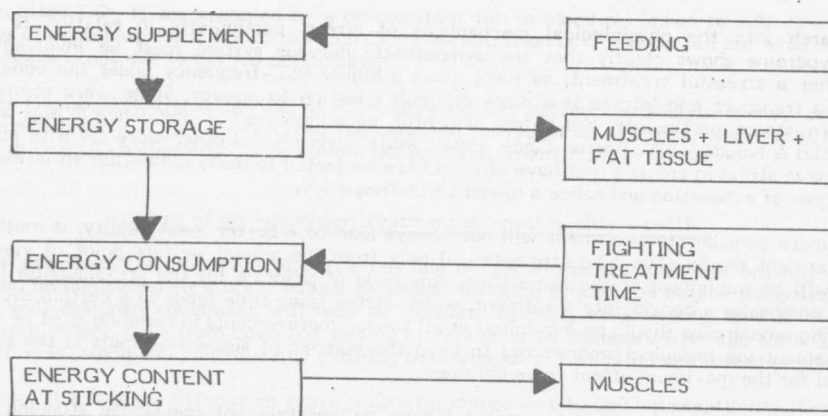 ENERGY SUPPLEMENT
FEEDING
ENERGY STORAGE
MUSCLES + LIVER +
FAT TISSUE
ENERGY CONSUMPTION
FIGHTING
TREATMENT
TIME
ENERGY CONTENT
AT STICKING
MUSCLES